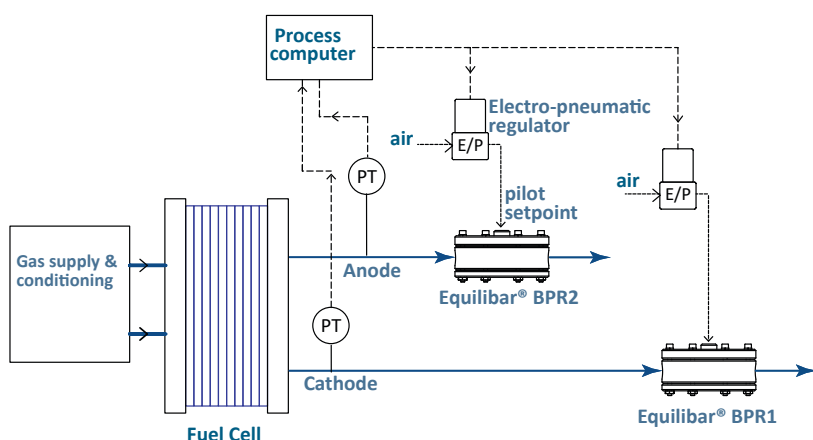 Process
computer
Electro-pneumatic
regulator
air
E/P
PT
air
E/P
pilot
setpoint
Gas supply &
conditioning
Anode
Equilibar® BPR2
PT
Cathode
Equilibar® BPR1
Fuel Cell